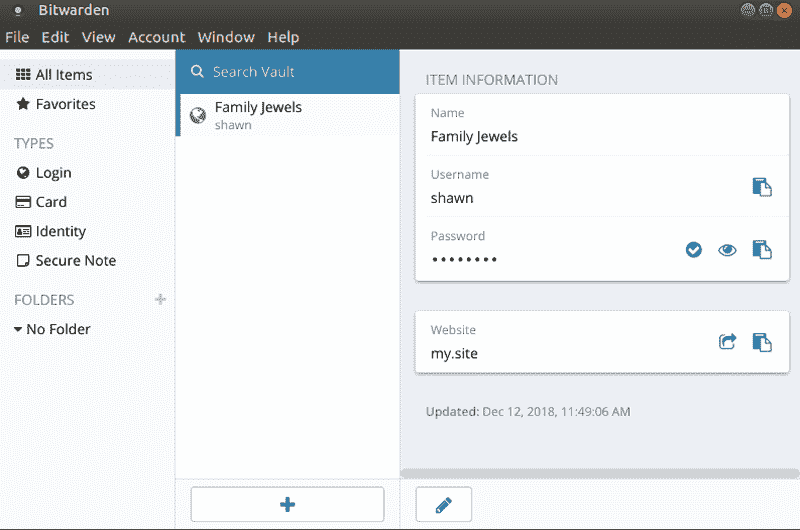 Bitwarden
File Edit View Account Window Help
All Items
Favorites
TYPES
Login
Card
Identity
Secure Note
FOLDERS
No Folder
Search Vault
Family Jewels
shawn
ITEM INFORMATION
Name
Family Jewels
Username
shawn
Password
••••••••
Website
my.site
Updated: Dec 12, 2018, 11:49:06 AM